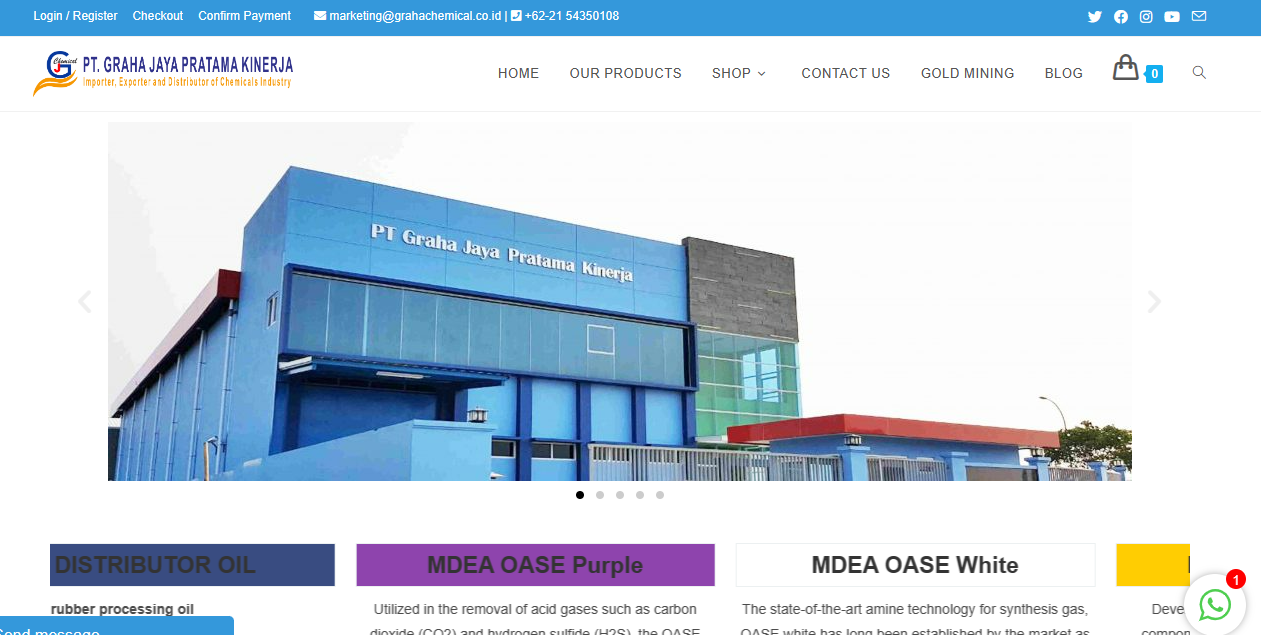 Login / Register Checkout Confirm Payment marketing@grahachemical.co.id | +62-21 54350108
Chemical
GJ
PT. GRAHA JAYA PRATAMA KINERJA
Importer, Exporter and Distributor of Chemicals Industry
HOME OUR PRODUCTS SHOP CONTACT US GOLD MINING BLOG 0
PT Graha Jaya Pratama Kinerja
DISTRIBUTOR OIL
rubber processing oil
MDEA OASE Purple
Utilized in the removal of acid gases such as carbon
dioxide (CO2) and hydrogen sulfide (H2S), the OASE
MDEA OASE White
The state-of-the-art amine technology for synthesis gas,
OASE white has long been established by the market as
Deve
compon
1
Send message